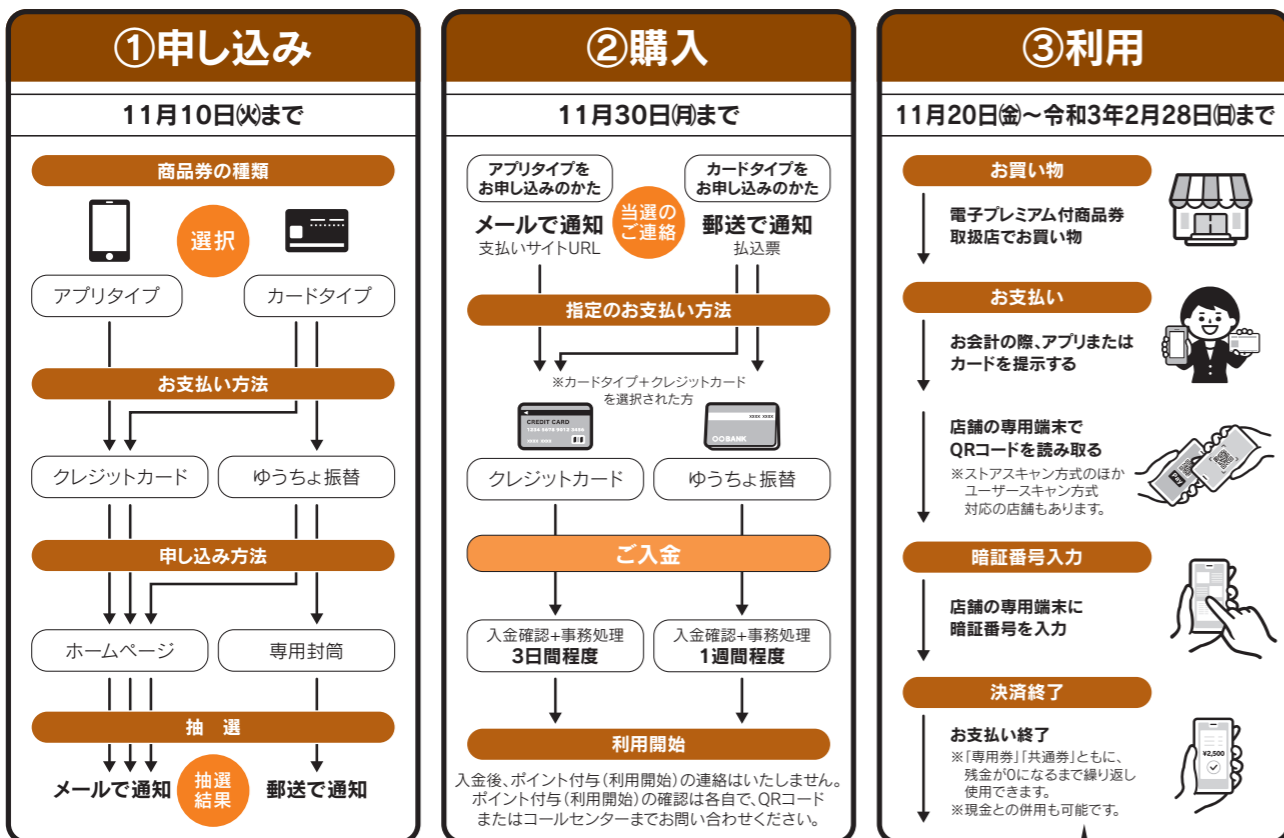 ①申し込み
11月10日㈫まで
商品券の種類
選択
アプリタイプ
カードタイプ
お支払い方法
クレジットカード
ゆうちょ振替
申し込み方法
ホームページ
専用封筒
抽　選
メールで通知
抽選
結果
郵送で通知
②購入
11月30日㈪まで
アプリタイプを
お申し込みのかた
カードタイプを
お申し込みのかた
当選の
ご連絡
メールで通知
支払いサイトURL
郵送で通知
払込票
指定のお支払い方法
※カードタイプ+クレジットカード
を選択された方
CREDIT CARD
1234 5678 9012 3456
XXXX XXXX
XXXX XXXX
OOBANK
クレジットカード
ゆうちょ振替
ご入金
入金確認+事務処理
3日間程度
入金確認+事務処理
1週間程度
利用開始
入金後、ポイント付与(利用開始)の連絡はいたしません。
ポイント付与(利用開始)の確認は各自で、QRコード
またはコールセンターまでお問い合わせください。
③利用
11月20日㈮～令和3年2月28日㈰まで
お買い物
電子プレミアム付商品券
取扱店でお買い物
お支払い
お会計の際、アプリまたは
カードを提示する
店舗の専用端末で
QRコードを読み取る
※ストアスキャン方式のほか
ユーザースキャン方式
対応の店舗もあります。
Pay
暗証番号入力
店舗の専用端末に
暗証番号を入力
決済終了
お支払い終了
※「専用券」「共通券」ともに、
残金が0になるまで繰り返し
使用できます。
※現金との併用も可能です。
¥2,500